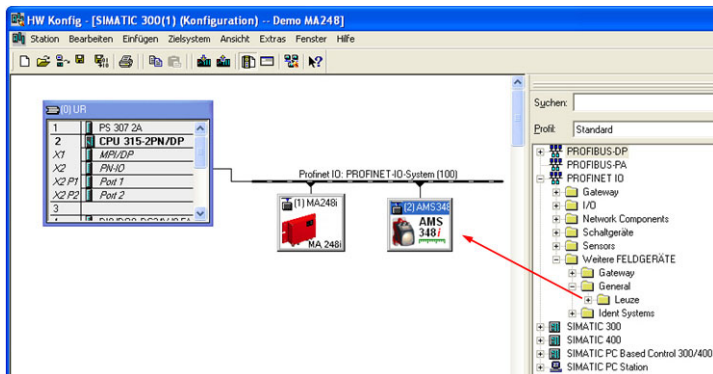 HW Konfig - [SIMATIC 300(1) (Konfiguration) -- Demo MA248]
Station Bearbeiten Einfügen Zielsystem Ansicht Extras Fenster Hilfe
(0) UR
1 PS 307 2A
2 CPU 315-2PN/DP
X1 MPI/DP
X2 PN-IO
X2 P1 Port 1
X2 P2 Port 2
3
Profinet IO: PROFINET-IO-System (100)
(1) MA248i
MA 248i
(2) AMS348
AMS
348i
Suchen:
Profil: Standard
PROFIBUS-DP
PROFIBUS-PA
PROFINET IO
Gateway
I/O
Network Components
Schaltgeräte
Sensors
Weitere FELDGERÄTE
Gateway
General
Leuze
Ident Systems
SIMATIC 300
SIMATIC 400
SIMATIC PC Based Control 300/400
SIMATIC PC Station